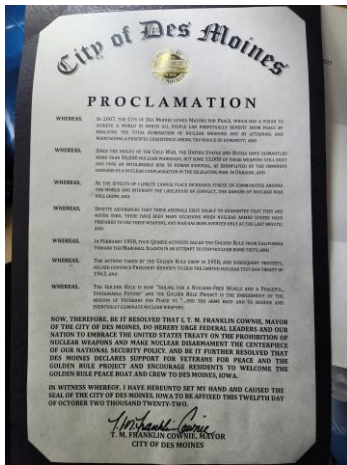 City of Des Moines
PROCLAMATION
WHEREAS, IN 2007, THE CITY OF DES MOINES JOINED MAYORS FOR PEACE, WHICH HAS A VISION TO
ACHIEVE A WORLD IN WHICH ALL PEOPLE CAN PERPETUALLY BENEFIT FROM PEACE BY
REALIZING THE TOTAL ELIMINATION OF NUCLEAR WEAPONS AND BY ATTAINING AND
MAINTAINING A PEACEFUL COEXISTENCE AMONG THE WHOLE OF HUMANITY; AND
WHEREAS, SINCE THE HEIGHT OF THE COLD WAR, THE UNITED STATES AND RUSSIA HAVE DISMANTLED
MORE THAN 50,000 NUCLEAR WARHEADS, BUT SOME 13,000 OF THESE WEAPONS STILL EXIST
AND POSE AN INTOLERABLE RISK TO HUMAN SURVIVAL, AS EXEMPLIFIED BY THE IMMINENT
DANGERS OF A NUCLEAR CONFLAGRATION IN THE ESCALATING WAR IN UKRAINE; AND
WHEREAS, AS THE EFFECTS OF CLIMATE CHANGE PLACE INCREASED STRESS ON COMMUNITIES AROUND
THE WORLD AND INTENSIFY THE LIKELIHOOD OF CONFLICT, THE DANGER OF NUCLEAR WAR
WILL GROW; AND
WHEREAS, DESPITE ASSURANCES THAT THESE ARSENALS EXIST SOLELY TO GUARANTEE THAT THEY ARE
NEVER USED, THERE HAVE BEEN MANY OCCASIONS WHEN NUCLEAR ARMED STATES HAVE
PREPARED TO USE THESE WEAPONS, AND WAR HAS BEEN AVERTED ONLY AT THE LAST MINUTE;
AND
WHEREAS, IN FEBRUARY 1958, FOUR QUAKER ACTIVISTS SAILED THE GOLDEN RULE FROM CALIFORNIA
TOWARD THE MARSHALL ISLANDS IN AN ATTEMPT TO STOP NUCLEAR BOMB TESTS; AND
WHEREAS, THE ACTIONS TAKEN BY THE GOLDEN RULE CREW IN 1958, AND SUBSEQUENT PROTESTS,
HELPED CONVINCE PRESIDENT KENNEDY TO SIGN THE LIMITED NUCLEAR TEST BAN TREATY OF
1963; AND
WHEREAS, THE GOLDEN RULE IS NOW "SAILING FOR A NUCLEAR-FREE WORLD AND A PEACEFUL,
SUSTAINABLE FUTURE" AND THE GOLDEN RULE PROJECT IS THE EMBODIMENT OF THE
MISSION OF VETERANS FOR PEACE TO "...END THE ARMS RACE AND TO REDUCE AND
EVENTUALLY ELIMINATE NUCLEAR WEAPONS.
NOW, THEREFORE, BE IT RESOLVED THAT I, T. M. FRANKLIN COWNIE, MAYOR
OF THE CITY OF DES MOINES, DO HEREBY URGE FEDERAL LEADERS AND OUR
NATION TO EMBRACE THE UNITED STATES TREATY ON THE PROHIBITION OF
NUCLEAR WEAPONS AND MAKE NUCLEAR DISARMAMENT THE CENTERPIECE
OF OUR NATIONAL SECURITY POLICY. AND BE IT FURTHER RESOLVED THAT
DES MOINES DECLARES SUPPORT FOR VETERANS FOR PEACE AND THE
GOLDEN RULE PROJECT AND ENCOURAGE RESIDENTS TO WELCOME THE
GOLDEN RULE PEACE BOAT AND CREW TO DES MOINES, IOWA.
IN WITNESS WHEREOF, I HAVE HEREUNTO SET MY HAND AND CAUSED THE
SEAL OF THE CITY OF DES MOINES, IOWA TO BE AFFIXED THIS TWELFTH DAY
OF OCTOBER TWO THOUSAND TWENTY-TWO.
T. M. Franklin Cownie
T. M. FRANKLIN COWNIE, MAYOR
CITY OF DES MOINES